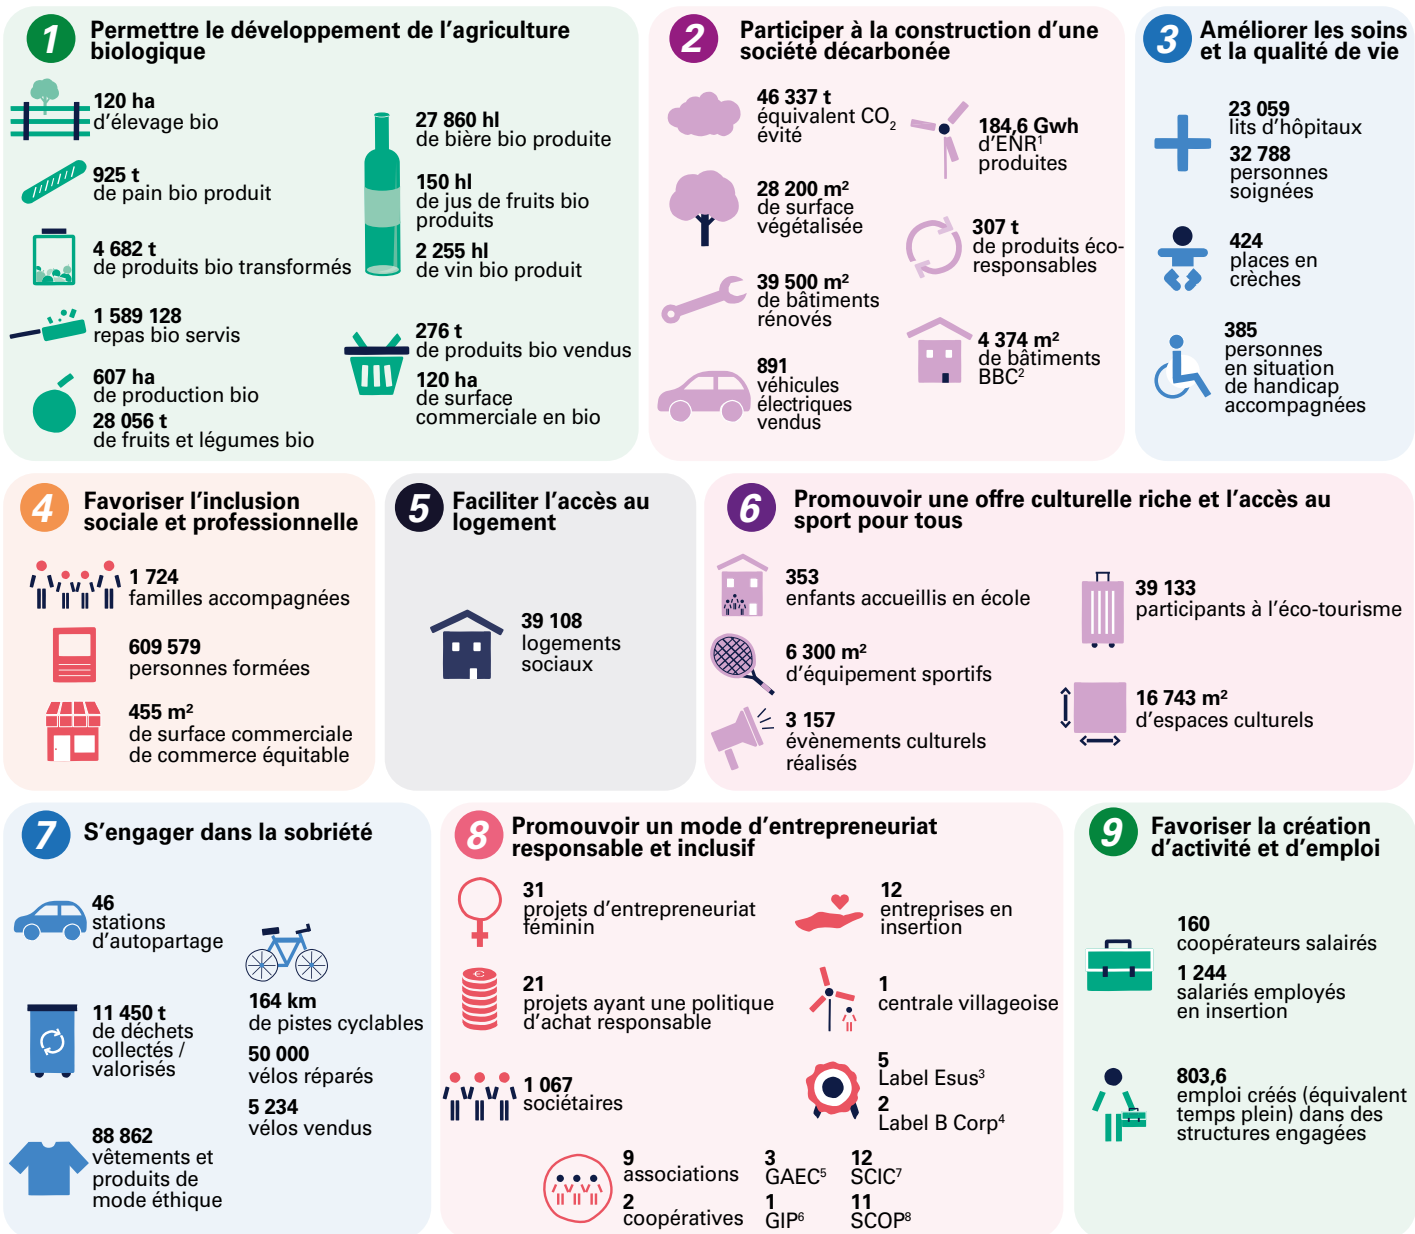 1
Permettre le développement de l'agriculture
biologique
120 ha
d'élevage bio
925 t
de pain bio produit
4 682 t
de produits bio transformés
1 589 128
repas bio servis
607 ha
de production bio
28 056 t
de fruits et légumes bio
27 860 hl
de bière bio produite
150 hl
de jus de fruits bio
produits
2 255 hl
de vin bio produit
276 t
de produits bio vendus
120 ha
de surface
commerciale en bio
2
Participer à la construction d'une
société décarbonée
46 337 t
équivalent CO₂
évité
28 200 m²
de surface
végétalisée
39 500 m²
de bâtiments
rénovés
891
véhicules
électriques
vendus
184,6 Gwh
d'ENR¹
produites
307 t
de produits éco-
responsables
4 374 m²
de bâtiments
BBC²
3
Améliorer les soins
et la qualité de vie
23 059
lits d'hôpitaux
32 788
personnes
soignées
424
places en
crèches
385
personnes
en situation
de handicap
accompagnées
4
Favoriser l'inclusion
sociale et professionnelle
1 724
familles accompagnées
609 579
personnes formées
455 m²
de surface commerciale
de commerce équitable
5
Faciliter l'accès au
logement
39 108
logements
sociaux
6
Promouvoir une offre culturelle riche et l'accès au
sport pour tous
353
enfants accueillis en école
6 300 m²
d'équipement sportifs
3 157
évènements culturels
réalisés
39 133
participants à l'éco-tourisme
16 743 m²
d'espaces culturels
7
S'engager dans la sobriété
46
stations
d'autopartage
11 450 t
de déchets
collectés /
valorisés
88 862
vêtements et
produits de
mode éthique
164 km
de pistes cyclables
50 000
vélos réparés
5 234
vélos vendus
8
Promouvoir un mode d'entrepreneuriat
responsable et inclusif
31
projets d'entrepreneuriat
féminin
€
21
projets ayant une politique
d'achat responsable
1 067
sociétaires
12
entreprises en
insertion
1
centrale villageoise
5
Label Esus³
2
Label B Corp⁴
9
associations
2
coopératives
3
GAEC⁵
1
GIP⁶
12
SCIC⁷
11
SCOP⁸
9
Favoriser la création
d'activité et d'emploi
160
coopérateurs salairés
1 244
salariés employés
en insertion
803,6
emploi créés (équivalent
temps plein) dans des
structures engagées